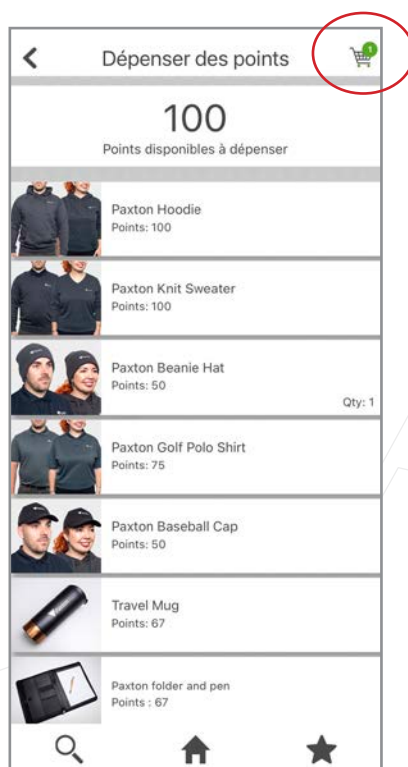 Dépenser des points
1
100
Points disponibles à dépenser
Paxton Hoodie
Points: 100
Paxton Knit Sweater
Points: 100
Paxton Beanie Hat
Points: 50
Qty: 1
Paxton Golf Polo Shirt
Points: 75
Paxton Baseball Cap
Points: 50
Travel Mug
Points: 67
Paxton folder and pen
Points : 67